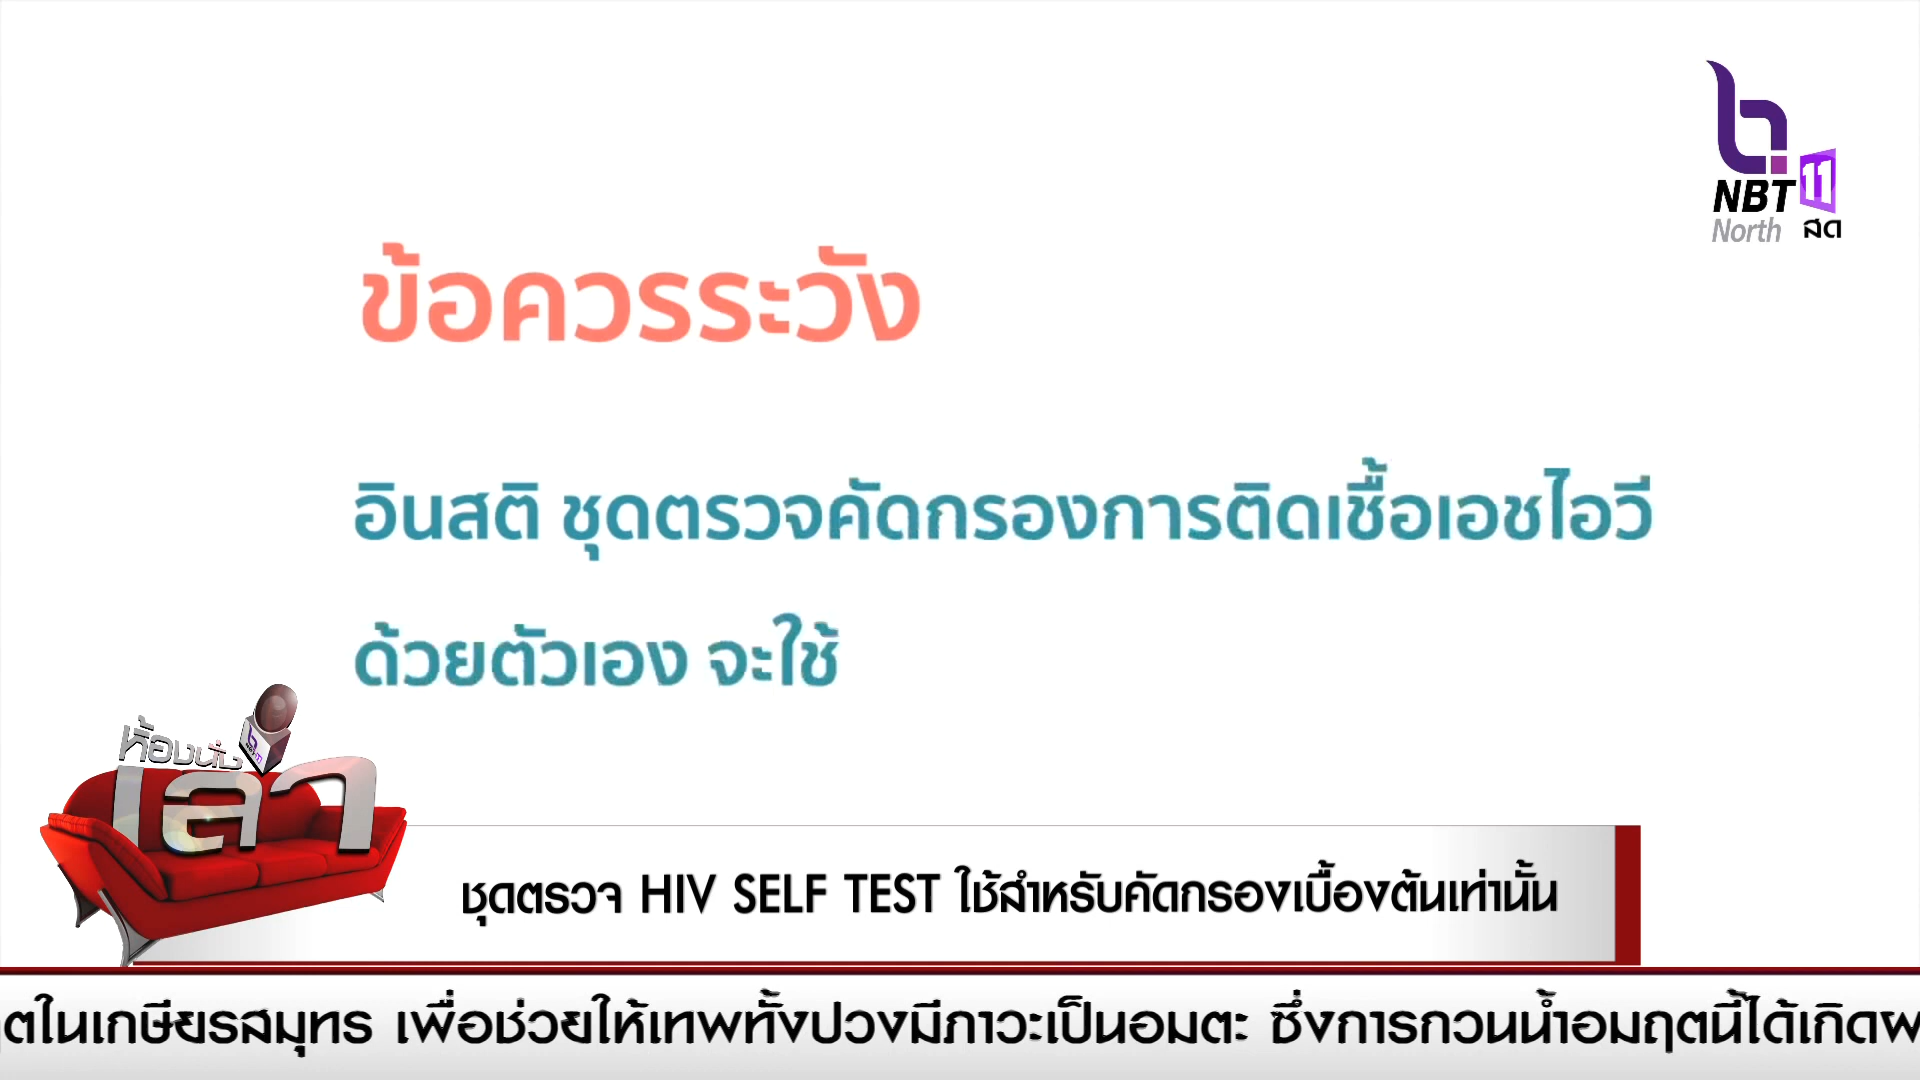 NBT 11
North สด
ข้อควรระวัง
อินสติ ชุดตรวจคัดกรองการติดเชื้อเอชไอวี
ด้วยตัวเอง จะใช้
ห้องนั่ง
เล่า
ชุดตรวจ HIV SELF TEST ใช้สำหรับคัดกรองเบื้องต้นเท่านั้น
ตในเกษียรสมุทร เพื่อช่วยให้เทพทั้งปวงมีภาวะเป็นอมตะ ซึ่งการกวนน้ำอมฤตนี้ได้เกิดผ